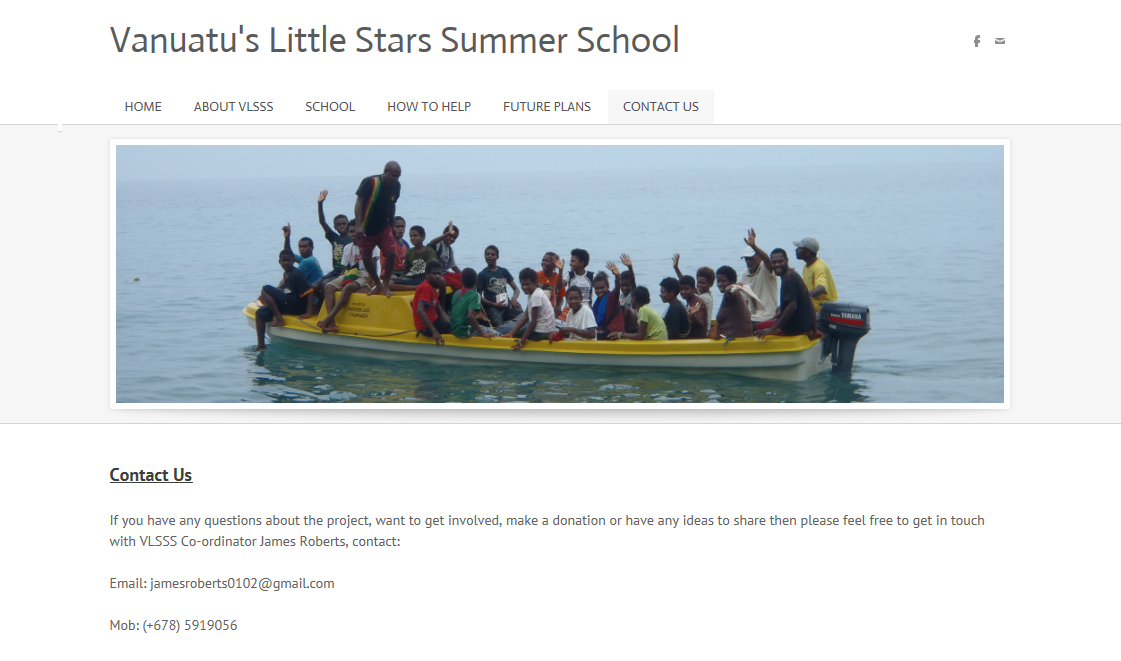 Vanuatu's Little Stars Summer School
HOME
ABOUT VLSSS
SCHOOL
HOW TO HELP
FUTURE PLANS
CONTACT US
YAMAHA
Contact Us
If you have any questions about the project, want to get involved, make a donation or have any ideas to share then please feel free to get in touch
with VLSSS Co-ordinator James Roberts, contact:
Email: jamesroberts0102@gmail.com
Mob: (+678) 5919056